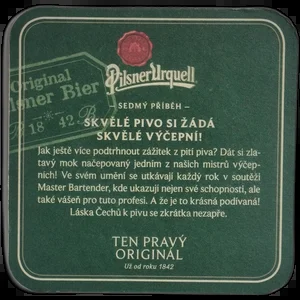 Original
Pilsner Bier
18 42.
Pilsner Urquell
SEDMÝ PŘÍBĚH –
SKVĚLÉ PIVO SI ŽÁDÁ
SKVĚLÉ VÝČEPNÍ!
Jak ještě více podtrhnout zážitek z pití piva? Dát si zla-
tavý mok načepovaný jedním z našich mistrů výčep-
ních! Ve svém umění se utkávají každý rok v soutěži
Master Bartender, kde ukazují nejen své schopnosti, ale
také vášeň pro tuto profesi. A že je to krásná podívaná!
Láska Čechů k pivu se zkrátka nezapře.
TEN PRAVÝ
ORIGINÁL
Už od roku 1842